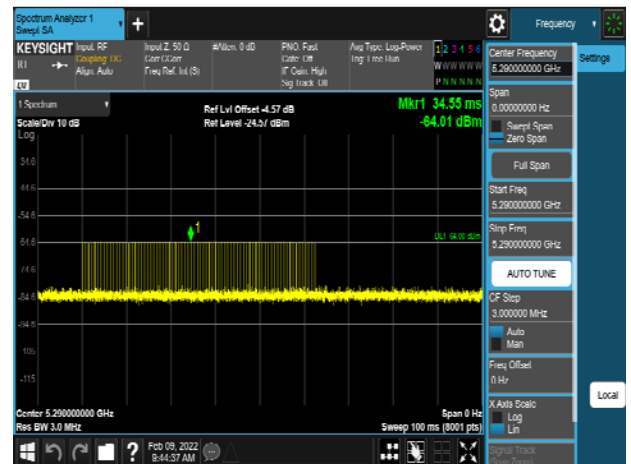 Spectrum Analyzer 1
Swept SA
+
Frequency
KEYSIGHT
Input: RF
Coupling: DC
Align: Auto
Input Z: 50 Ω
Corr CCorr
Freq Ref: Int (S)
#Atten: 0 dB
PNO: Fast
Gate: Off
IF Gain: High
Sig Track: Off
Avg Type: Log-Power
Trig: Free Run
1 2 3 4 5 6
W W W W W W
P N N N N N
Center Frequency
5.290000000 GHz
Settings
Span
0.00000000 Hz
Swept Span
Zero Span
Full Span
Start Freq
5.290000000 GHz
Stop Freq
5.290000000 GHz
AUTO TUNE
CF Step
3.000000 MHz
Auto
Man
Freq Offset
0 Hz
X Axis Scale
Log
Lin
Signal Track
Local
1 Spectrum
Scale/Div 10 dB
Log
Ref Lvl Offset -4.57 dB
Ref Level -24.57 dBm
Mkr1 34.55 ms
-64.01 dBm
1
-115
Center 5.290000000 GHz
Res BW 3.0 MHz
Span 0 Hz
Sweep 100 ms (8001 pts)
?
Feb 09, 2022
9:44:37 AM